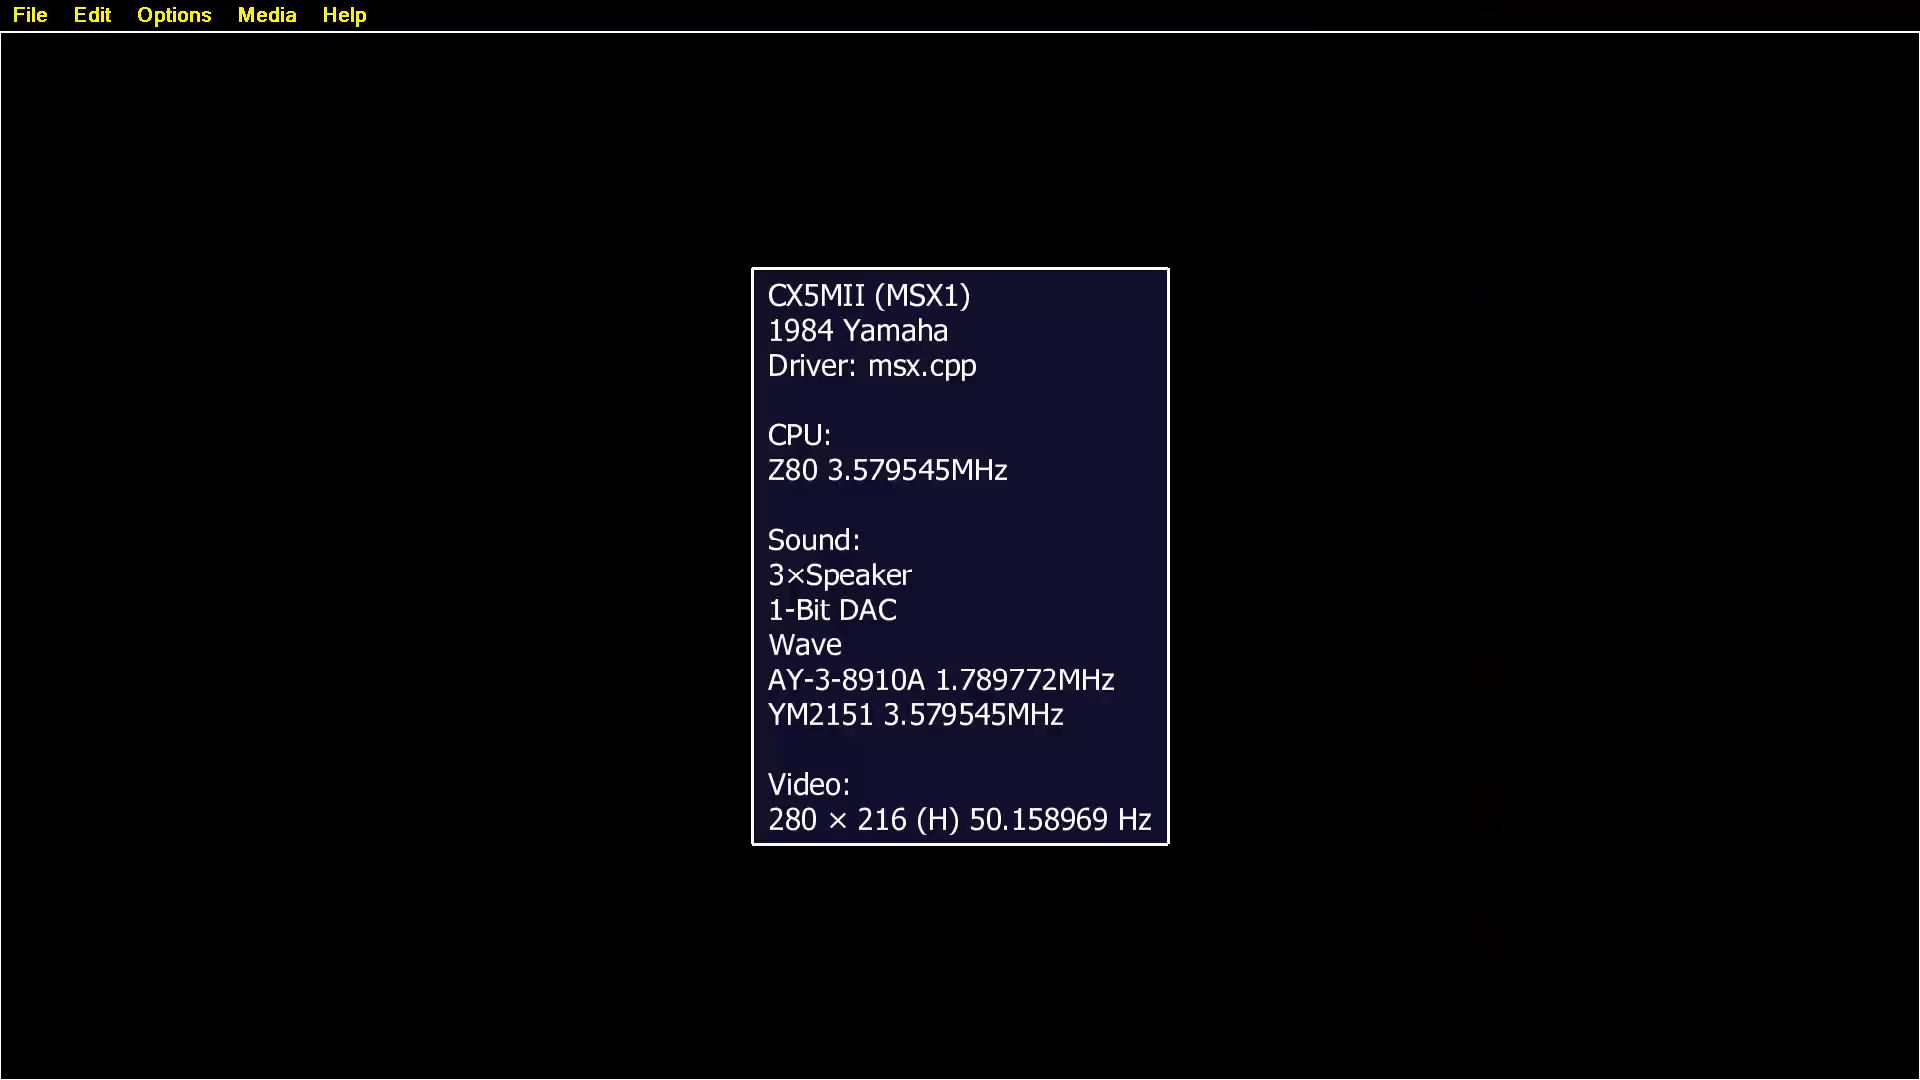 File Edit Options Media Help
CX5MII (MSX1)
1984 Yamaha
Driver: msx.cpp
CPU:
Z80 3.579545MHz
Sound:
3×Speaker
1-Bit DAC
Wave
AY-3-8910A 1.789772MHz
YM2151 3.579545MHz
Video:
280 × 216 (H) 50.158969 Hz